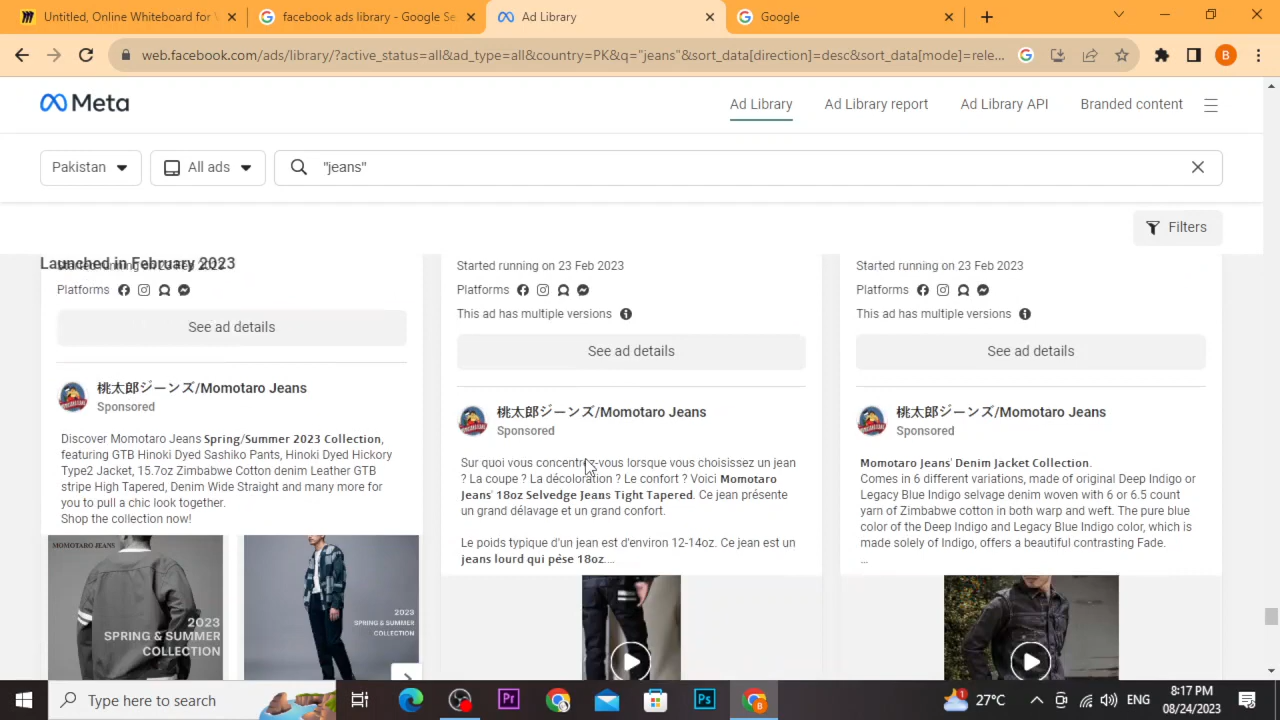 Untitled, Online Whiteboard for V
facebook ads library - Google Se
Ad Library
Google
web.facebook.com/ads/library/?active_status=all&ad_type=all&country=PK&q="jeans"&sort_data[direction]=desc&sort_data[mode]=rele...
B
Meta
Ad Library
Ad Library report
Ad Library API
Branded content
Pakistan
All ads
"jeans"
Filters
Launched in February 2023
Started running on 23 Feb 2023
Platforms
See ad details
桃太郎ジーンズ/Momotaro Jeans
Sponsored
Discover Momotaro Jeans Spring/Summer 2023 Collection,
featuring GTB Hinoki Dyed Sashiko Pants, Hinoki Dyed Hickory
Type2 Jacket, 15.7oz Zimbabwe Cotton denim Leather GTB
stripe High Tapered, Denim Wide Straight and many more for
you to pull a chic look together.
Shop the collection now!
MOMOTARO JEANS
2023
SPRING & SUMMER
COLLECTION
2023
SPRING & SUMMER
COLLECTION
Started running on 23 Feb 2023
Platforms
This ad has multiple versions
See ad details
桃太郎ジーンズ/Momotaro Jeans
Sponsored
Sur quoi vous concentrez-vous lorsque vous choisissez un jean
? La coupe ? La décoloration ? Le confort ? Voici Momotaro
Jeans' 18oz Selvedge Jeans Tight Tapered. Ce jean présente
un grand délavage et un grand confort.
Le poids typique d'un jean est d'environ 12-14oz. Ce jean est un
jeans lourd qui pése 18oz....
Started running on 23 Feb 2023
Platforms
This ad has multiple versions
See ad details
桃太郎ジーンズ/Momotaro Jeans
Sponsored
Momotaro Jeans' Denim Jacket Collection.
Comes in 6 different variations, made of original Deep Indigo or
Legacy Blue Indigo selvage denim woven with 6 or 6.5 count
yarn of Zimbabwe cotton in both warp and weft. The pure blue
color of the Deep Indigo and Legacy Blue Indigo color, which is
made solely of Indigo, offers a beautiful contrasting Fade.
...
Type here to search
Pr
B
Ps
B
1
27°C
ENG
8:17 PM
08/24/2023